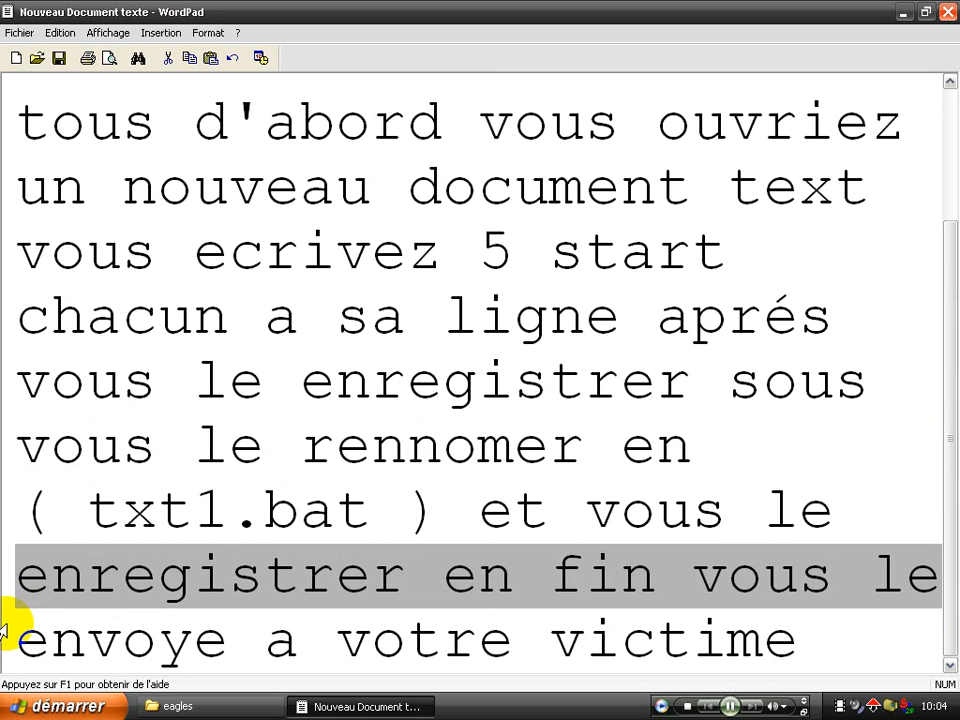 Nouveau Document texte - WordPad
Fichier Edition Affichage Insertion Format ?
tous d'abord vous ouvriez
un nouveau document text
vous ecrivez 5 start
chacun a sa ligne aprés
vous le enregistrer sous
vous le rennomer en
( txt1.bat ) et vous le
enregistrer en fin vous le
envoye a votre victime
Appuyez sur F1 pour obtenir de l'aide NUM
démarrer eagles Nouveau Document t... 10:04